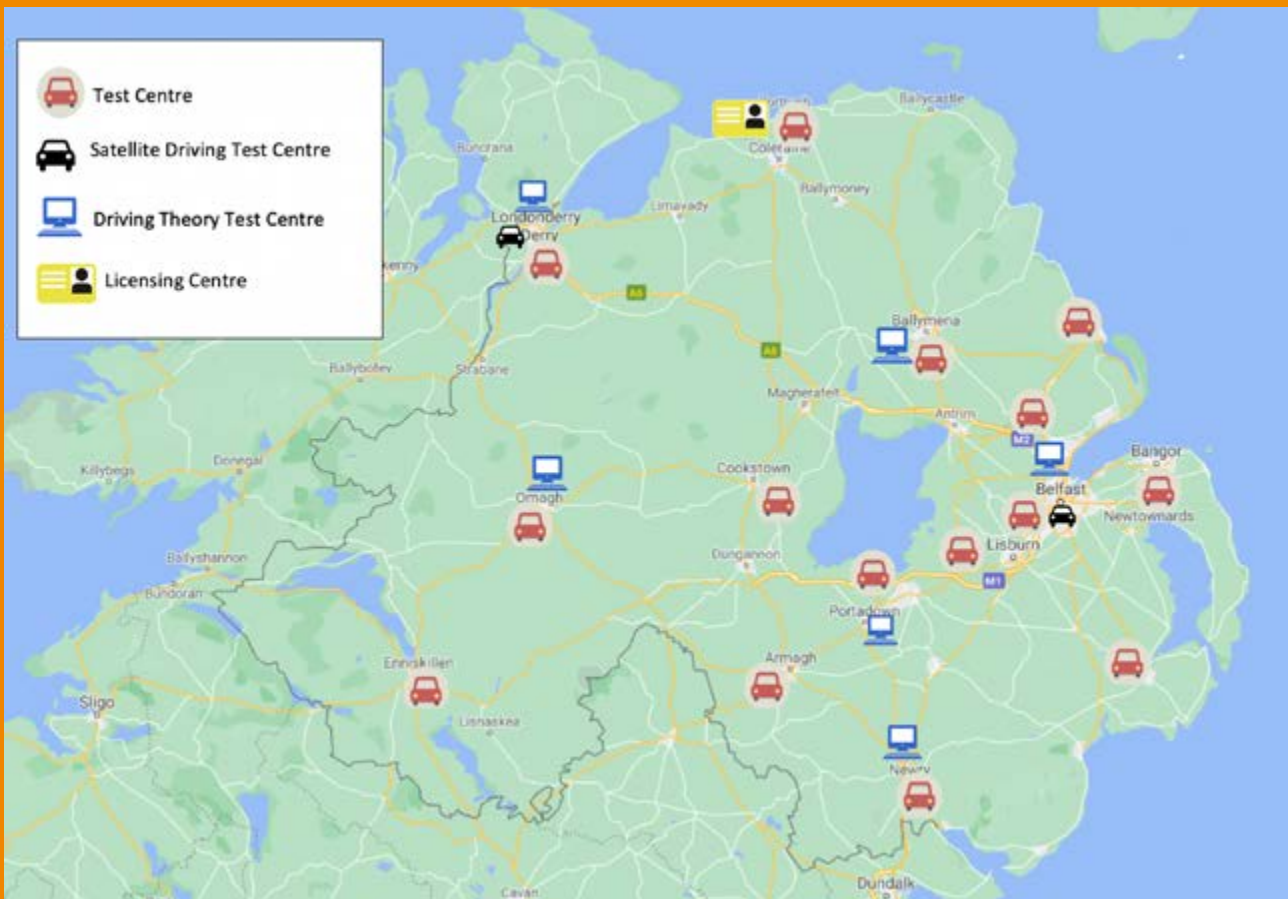 Test Centre
Satellite Driving Test Centre
Driving Theory Test Centre
Licensing Centre
Ballycastle
Coleraine
Buncrana
Ballymoney
Limavady
Londonderry
Derry
A6
Ballymena
A6
Ballybofey
Strabane
Magherafelt
Antrim
M2
Donegal
Killybegs
Cookstown
Bangor
Omagh
Belfast
Newtownards
Lisburn
Ballyshannon
Dungannon
M1
Bundoran
Portadown
Enniskillen
Armagh
Sligo
Lisnaskea
Newry
Cavan
Dundalk